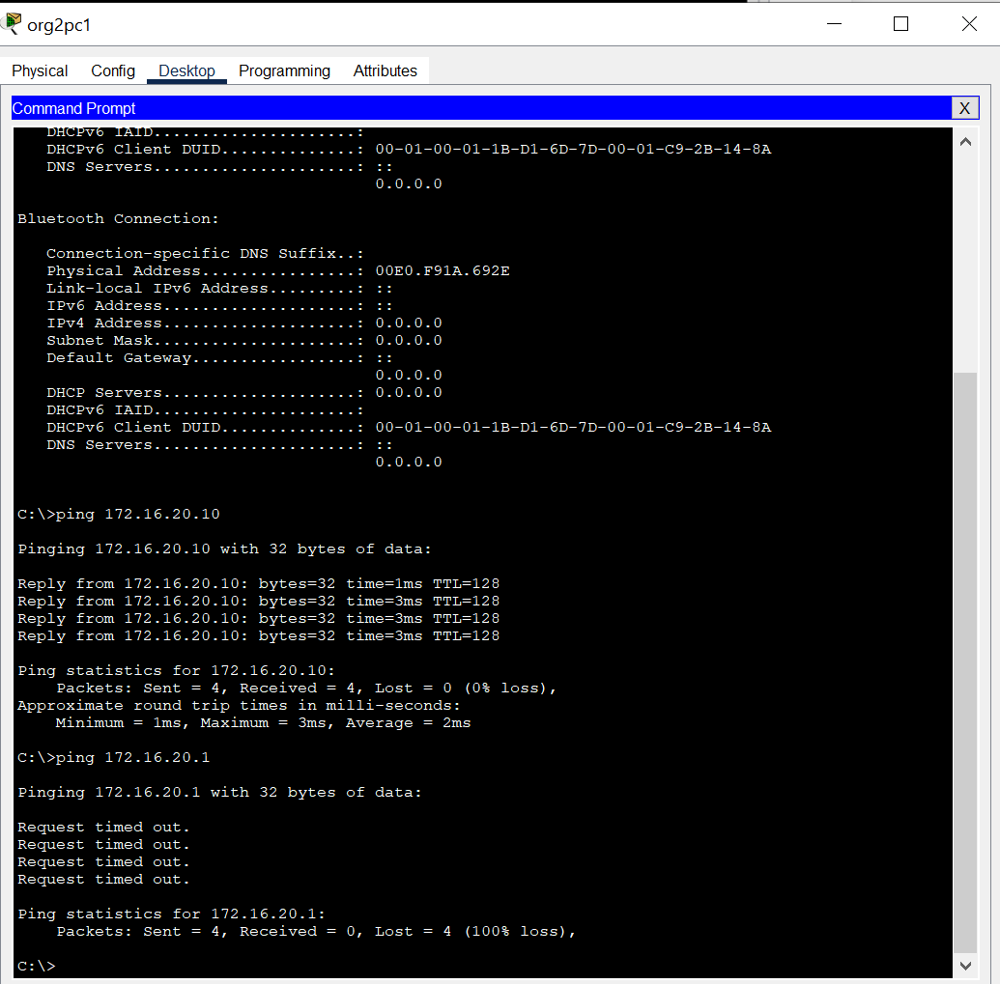 org2pc1
Physical Config Desktop Programming Attributes
Command Prompt X
DHCPv6 IAID.....................:
DHCPv6 Client DUID..............: 00-01-00-01-1B-D1-6D-7D-00-01-C9-2B-14-8A
DNS Servers.....................: ::
0.0.0.0
Bluetooth Connection:
Connection-specific DNS Suffix..:
Physical Address................: 00E0.F91A.692E
Link-local IPv6 Address.........: ::
IPv6 Address....................: ::
IPv4 Address....................: 0.0.0.0
Subnet Mask.....................: 0.0.0.0
Default Gateway.................: ::
0.0.0.0
DHCP Servers....................: 0.0.0.0
DHCPv6 IAID.....................:
DHCPv6 Client DUID..............: 00-01-00-01-1B-D1-6D-7D-00-01-C9-2B-14-8A
DNS Servers.....................: ::
0.0.0.0
C:\>ping 172.16.20.10
Pinging 172.16.20.10 with 32 bytes of data:
Reply from 172.16.20.10: bytes=32 time=1ms TTL=128
Reply from 172.16.20.10: bytes=32 time=3ms TTL=128
Reply from 172.16.20.10: bytes=32 time=3ms TTL=128
Reply from 172.16.20.10: bytes=32 time=3ms TTL=128
Ping statistics for 172.16.20.10:
Packets: Sent = 4, Received = 4, Lost = 0 (0% loss),
Approximate round trip times in milli-seconds:
Minimum = 1ms, Maximum = 3ms, Average = 2ms
C:\>ping 172.16.20.1
Pinging 172.16.20.1 with 32 bytes of data:
Request timed out.
Request timed out.
Request timed out.
Request timed out.
Ping statistics for 172.16.20.1:
Packets: Sent = 4, Received = 0, Lost = 4 (100% loss),
C:\>